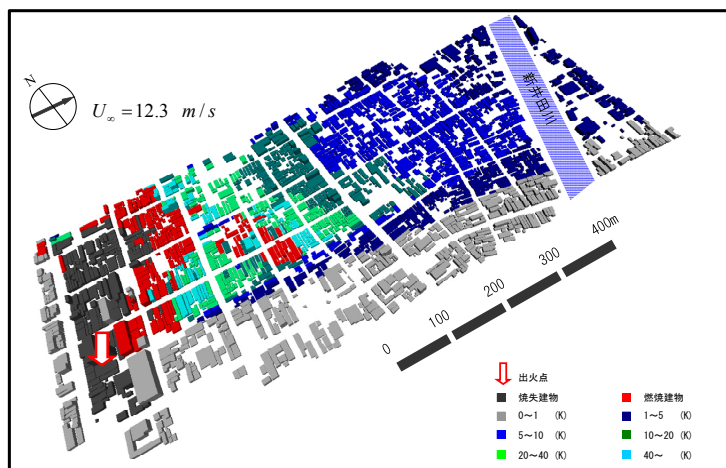 N
U∞ =12.3 m/s
新井田川
0 100 200 300 400m
出火点
焼失建物 燃焼建物
0～1 (K) 1～5 (K)
5～10 (K) 10～20 (K)
20～40 (K) 40～ (K)